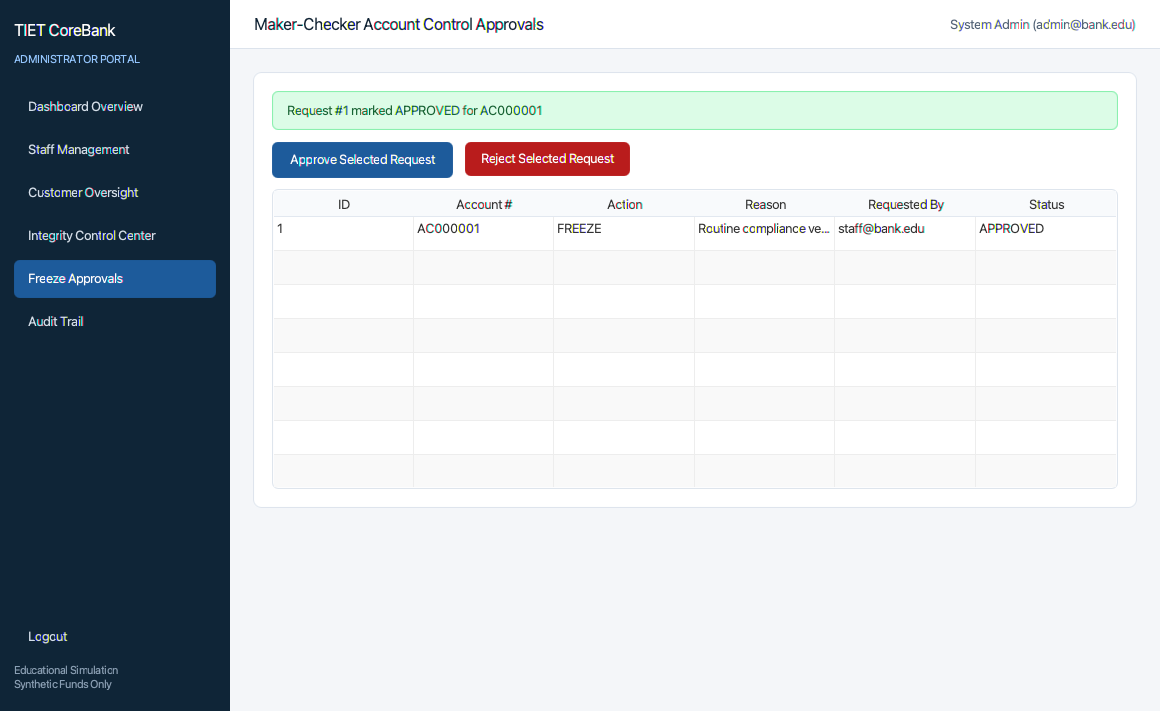 TIET CoreBank
ADMINISTRATOR PORTAL
Dashboard Overview
Staff Management
Customer Oversight
Integrity Control Center
Freeze Approvals
Audit Trail
Logout
Educational Simulation
Synthetic Funds Only
Maker-Checker Account Control Approvals
System Admin (admin@bank.edu)
Request #1 marked APPROVED for AC000001
Approve Selected Request
Reject Selected Request
ID Account # Action Reason Requested By Status
1 AC000001 FREEZE Routine compliance ve... staff@bank.edu APPROVED